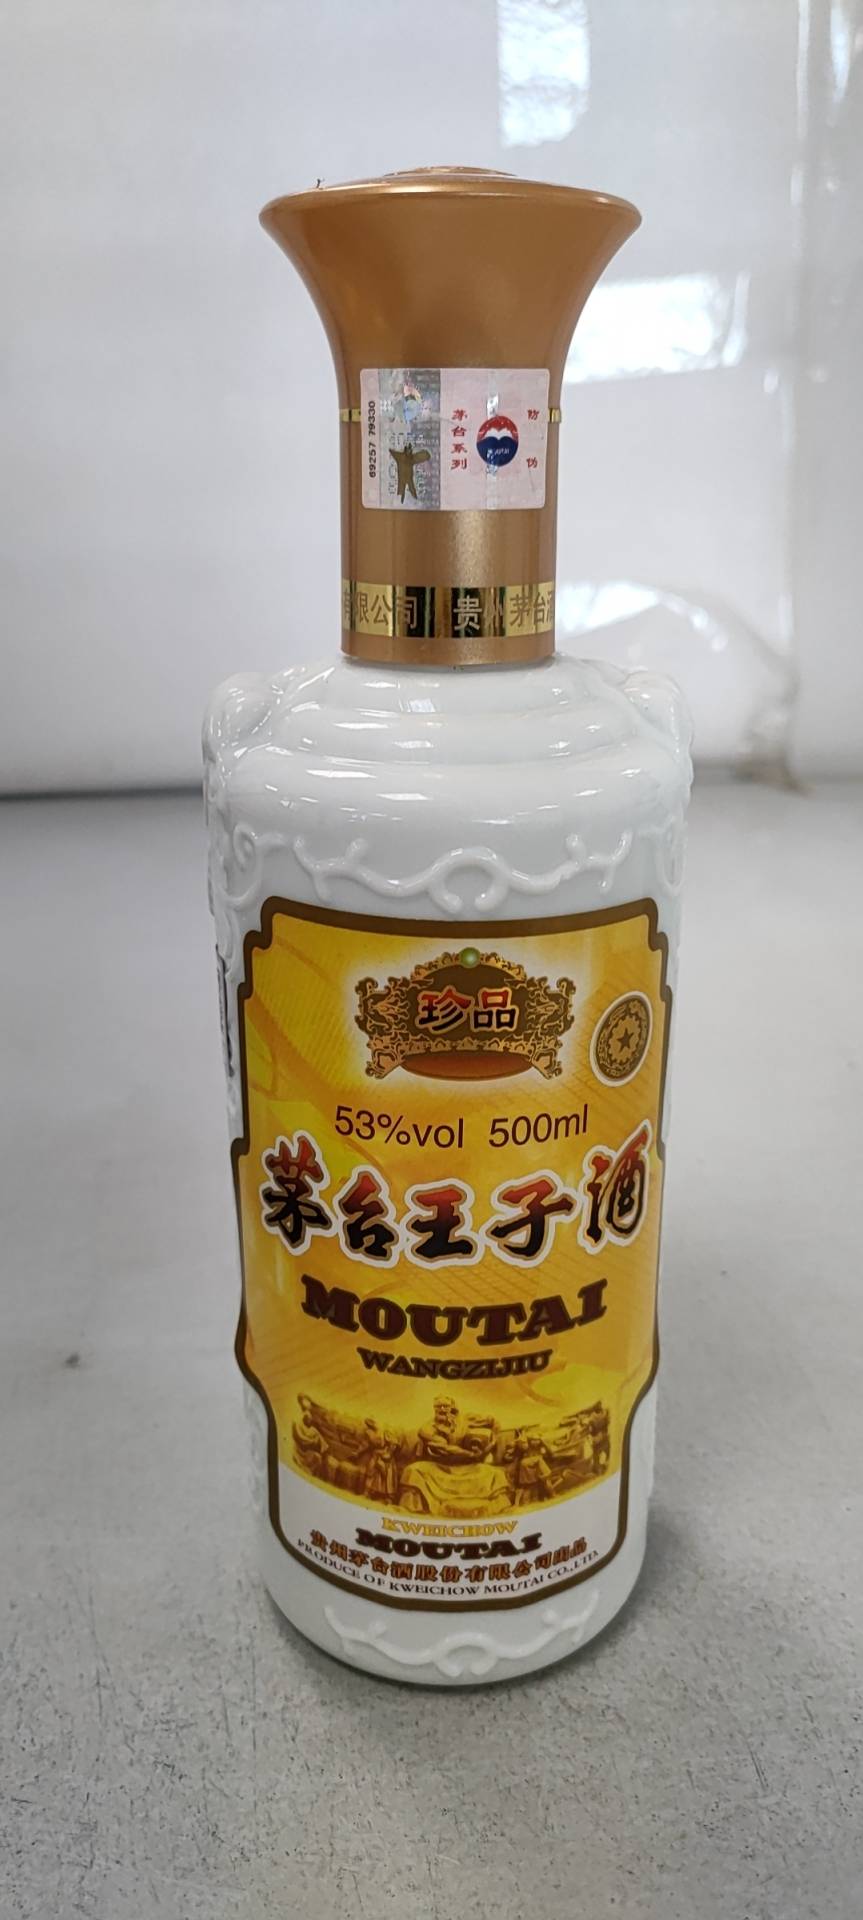 69257 79330
茅台系列
防伪
MOUTAI
有限公司 贵州茅台酒
珍品
53%vol 500ml
茅台王子酒
MOUTAI
WANGZIJIU
KWEICHOW
MOUTAI
贵州茅台酒股份有限公司出品
PRODUCE OF KWEICHOW MOUTAI CO.,LTD.